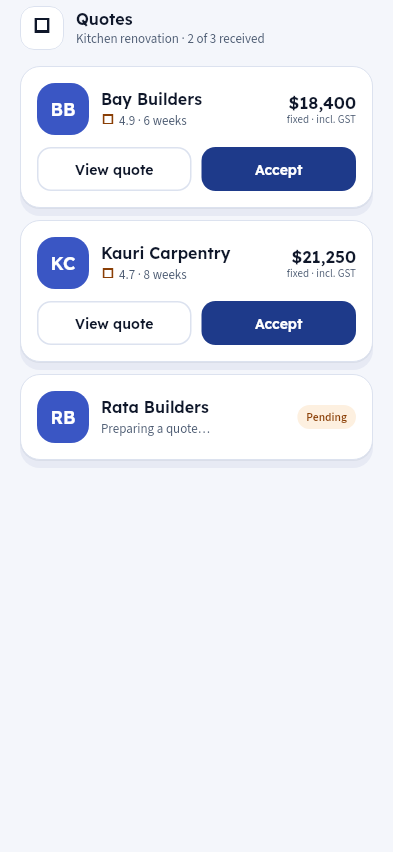 Quotes
Kitchen renovation · 2 of 3 received
BB
Bay Builders
4.9 · 6 weeks
$18,400
fixed · incl. GST
View quote
Accept
KC
Kauri Carpentry
4.7 · 8 weeks
$21,250
fixed · incl. GST
View quote
Accept
RB
Rata Builders
Preparing a quote…
Pending